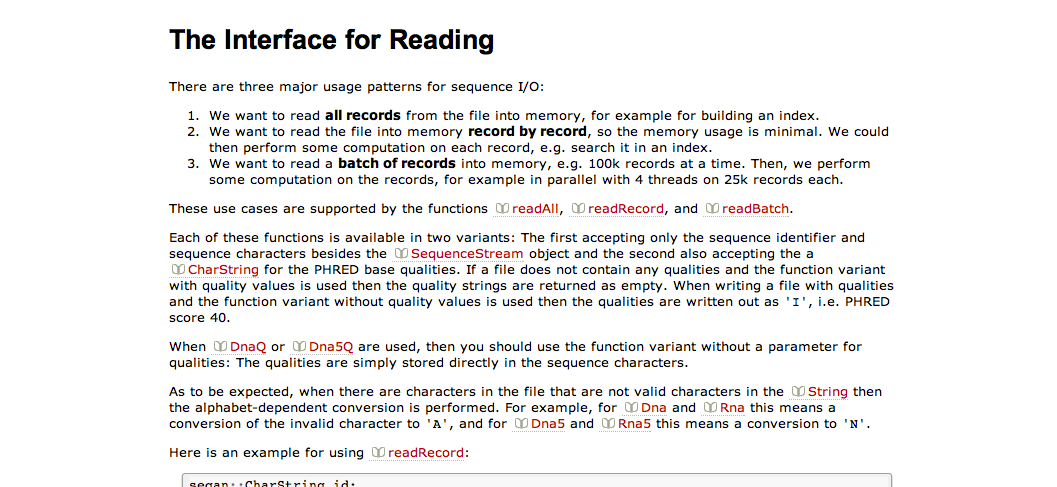 The Interface for Reading
There are three major usage patterns for sequence I/O:
1. We want to read all records from the file into memory, for example for building an index.
2. We want to read the file into memory record by record, so the memory usage is minimal. We could
then perform some computation on each record, e.g. search it in an index.
3. We want to read a batch of records into memory, e.g. 100k records at a time. Then, we perform
some computation on the records, for example in parallel with 4 threads on 25k records each.
These use cases are supported by the functions readAll, readRecord, and readBatch.
Each of these functions is available in two variants: The first accepting only the sequence identifier and
sequence characters besides the SequenceStream object and the second also accepting the a
CharString for the PHRED base qualities. If a file does not contain any qualities and the function variant
with quality values is used then the quality strings are returned as empty. When writing a file with qualities
and the function variant without quality values is used then the qualities are written out as 'I', i.e. PHRED
score 40.
When DnaQ or Dna5Q are used, then you should use the function variant without a parameter for
qualities: The qualities are simply stored directly in the sequence characters.
As to be expected, when there are characters in the file that are not valid characters in the String then
the alphabet-dependent conversion is performed. For example, for Dna and Rna this means a
conversion of the invalid character to 'A', and for Dna5 and Rna5 this means a conversion to 'N'.
Here is an example for using readRecord:
seqan::CharString id;